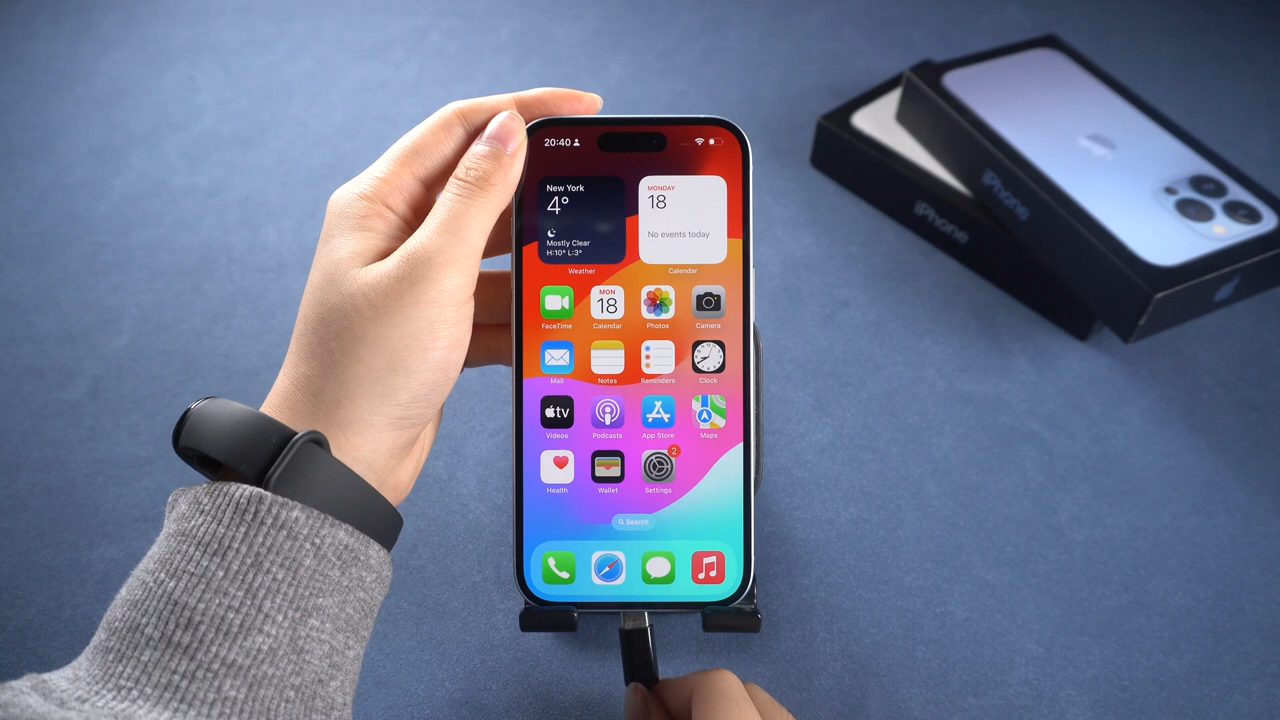 20:40
New York
4°
Mostly Clear
H:10° L:3°
Weather
MONDAY
18
No events today
Calendar
FaceTime
MON
18
Calendar
Photos
Camera
Mail
Notes
Reminders
Clock
tv
Videos
Podcasts
App Store
Maps
Health
Wallet
2
Settings
Search
iPhone
iPhone